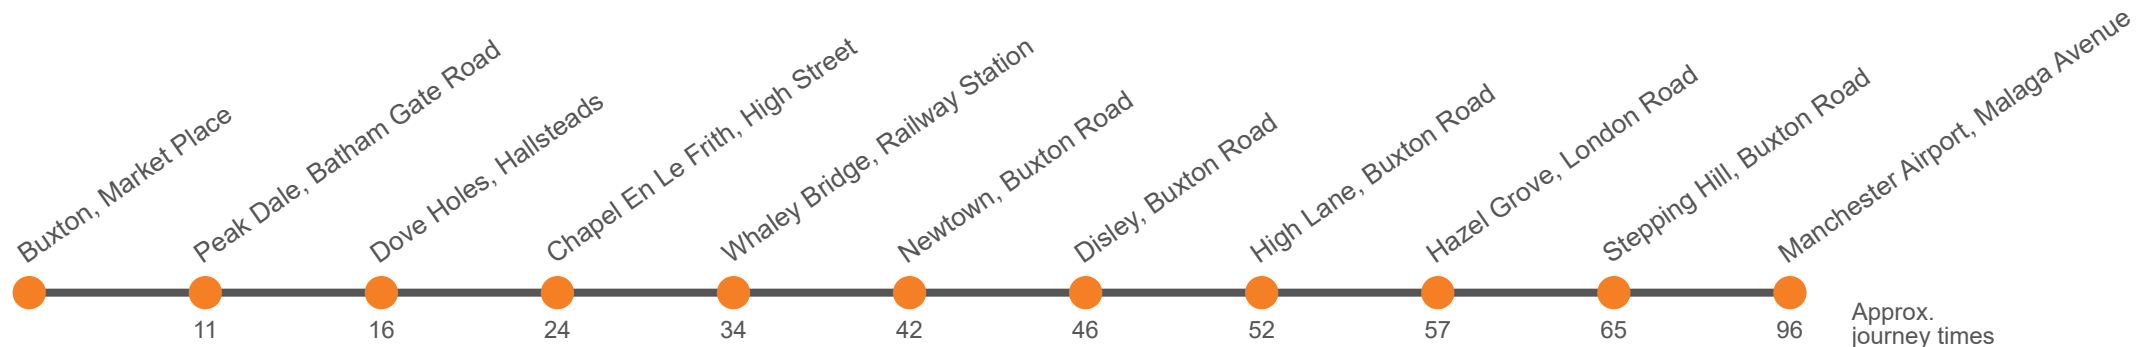 Buxton, Market Place
Peak Dale, Batham Gate Road
Dove Holes, Hallsteads
Chapel En Le Frith, High Street
Whaley Bridge, Railway Station
Newtown, Buxton Road
Disley, Buxton Road
High Lane, Buxton Road
Hazel Grove, London Road
Stepping Hill, Buxton Road
Manchester Airport, Malaga Avenue
11 16 24 34 42 46 52 57 65 96
Approx.
journey times